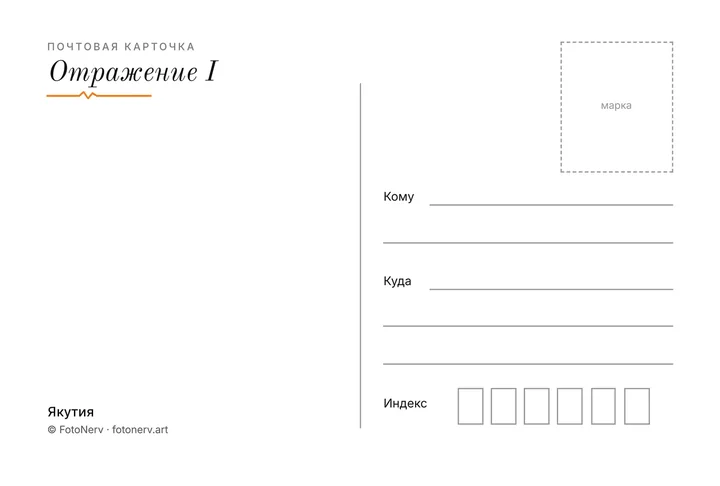 ПОЧТОВАЯ КАРТОЧКА
Отражение I
марка
Кому
Куда
Индекс
Якутия
© FotoNerv · fotonerv.art